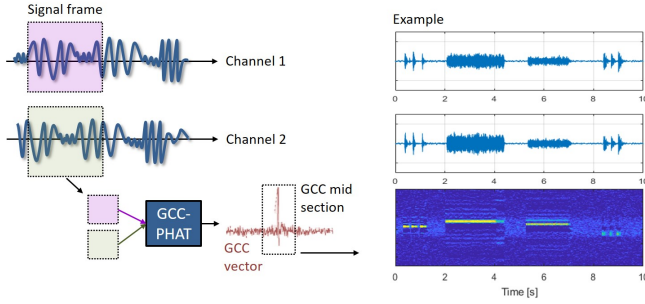 Signal frame
Channel 1
Channel 2
GCC-
PHAT
GCC
vector
GCC mid
section
Example
0 2 4 6 8 10
0 2 4 6 8 10
0 2 4 6 8 10
Time [s]